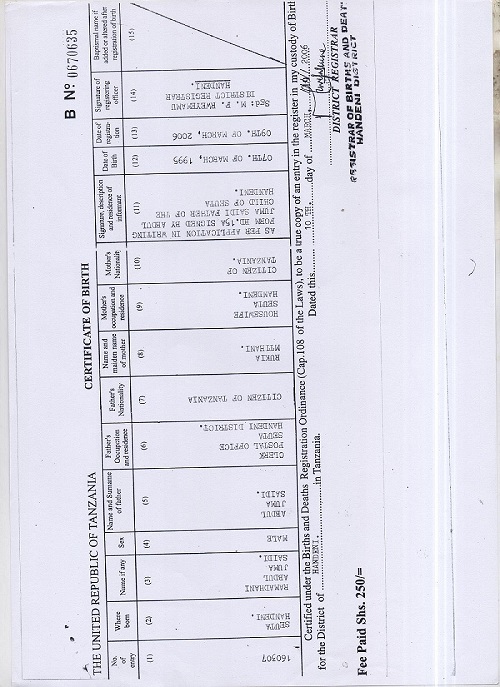 B Nº 0670635
CERTIFICATE OF BIRTH
THE UNITED REPUBLIC OF TANZANIA
No. of entry
Where born
Name if any
Sex
Name and Surname of father
Father's Occupation and residence
Father's Nationality
Name and maiden name of mother
Mother's occupation and residence
Mother's Nationality
Signature, description and residence of informant
Date of Birth
Date of registration
Signature of registering officer
Baptismal name if added or altered after registration of birth
(1)
(2)
(3)
(4)
(5)
(6)
(7)
(8)
(9)
(10)
(11)
(12)
(13)
(14)
(15)
160307
SEUTA
HANDENI.
RAMADHANI
ABDUL
JUMA
SAIDI.
MALE
ABDUL
JUMA
SAIDI.
CLERK
POSTAL OFFICE
SEUTA
HANDENI DISTRICT.
CITIZEN OF TANZANIA
RUKIA
MTHANI.
HOUSEWIFE
SEUTA
HANDENI.
CITIZEN OF
TANZANIA.
AS PER APPLICATION IN WRITING
FORM BD.15A SIGNED BY ABDUL
JUMA SAIDI FATHER OF THE
CHILD OF SEUTA
HANDENI.
07TH. OF MARCH, 1995
09TH. OF MARCH, 2006
Sgd: M. F.
DISTRICT REGISTRAR
HANDENI
Certified under the Births and Deaths Registration Ordinance (Cap.108 of the Laws), to be a true copy of an entry in the register in my custody of Birth
for the District of HANDENI. in Tanzania.
Dated this 10TH. day of MARCH, 2006
DISTRICT REGISTRAR
REGISTRAR OF BIRTHS AND DEAT
HANDENI DISTRICT
Fee Paid Shs. 250/=